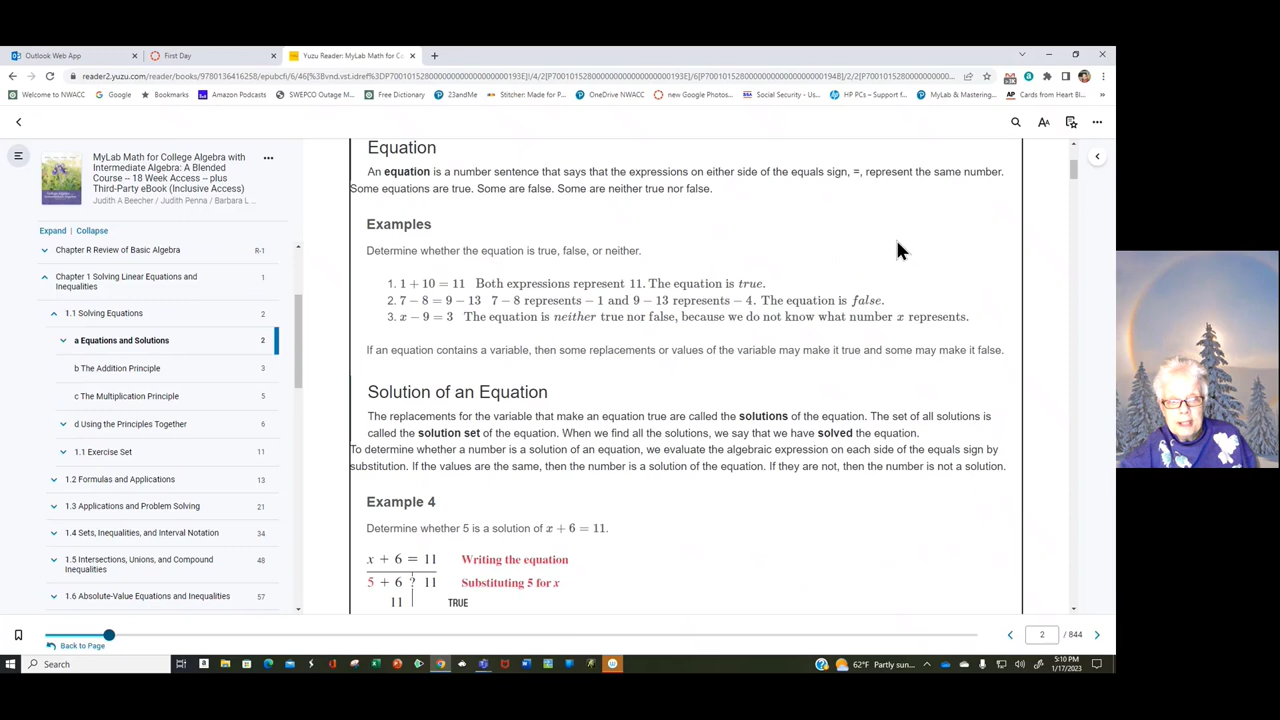 Outlook Web App
First Day
Yuzu Reader: MyLab Math for Co
Welcome to NWACC
Google
Bookmarks
Amazon Podcasts
SWEPCO Outage M...
Free Dictionary
23andMe
Stitcher: Made for P...
OneDrive NWACC
new Google Photos...
Social Security - Us...
HP PCs – Support f...
MyLab & Mastering...
Cards from Heart Bl...
MyLab Math for College Algebra with
Intermediate Algebra: A Blended
Course -- 18 Week Access -- plus
Third-Party eBook (Inclusive Access)
Judith A Beecher / Judith Penna / Barbara L...
Expand | Collapse
Chapter R Review of Basic Algebra R-1
Chapter 1 Solving Linear Equations and 1
Inequalities
1.1 Solving Equations 2
a Equations and Solutions 2
b The Addition Principle 3
c The Multiplication Principle 5
d Using the Principles Together 6
1.1 Exercise Set 11
1.2 Formulas and Applications 13
1.3 Applications and Problem Solving 21
1.4 Sets, Inequalities, and Interval Notation 34
1.5 Intersections, Unions, and Compound 48
Inequalities
1.6 Absolute-Value Equations and Inequalities 57
Equation
An equation is a number sentence that says that the expressions on either side of the equals sign, =, represent the same number.
Some equations are true. Some are false. Some are neither true nor false.
Examples
Determine whether the equation is true, false, or neither.
1. 1 + 10 = 11 Both expressions represent 11. The equation is true.
2. 7 − 8 = 9 − 13 7 − 8 represents − 1 and 9 − 13 represents − 4. The equation is false.
3. x − 9 = 3 The equation is neither true nor false, because we do not know what number x represents.
If an equation contains a variable, then some replacements or values of the variable may make it true and some may make it false.
Solution of an Equation
The replacements for the variable that make an equation true are called the solutions of the equation. The set of all solutions is
called the solution set of the equation. When we find all the solutions, we say that we have solved the equation.
To determine whether a number is a solution of an equation, we evaluate the algebraic expression on each side of the equals sign by
substitution. If the values are the same, then the number is a solution of the equation. If they are not, then the number is not a solution.
Example 4
Determine whether 5 is a solution of x + 6 = 11.
x + 6 = 11 Writing the equation
5 + 6 ? 11 Substituting 5 for x
11 TRUE
Back to Page
2 / 844
Search
62°F Partly sun...
5:10 PM
1/17/2023